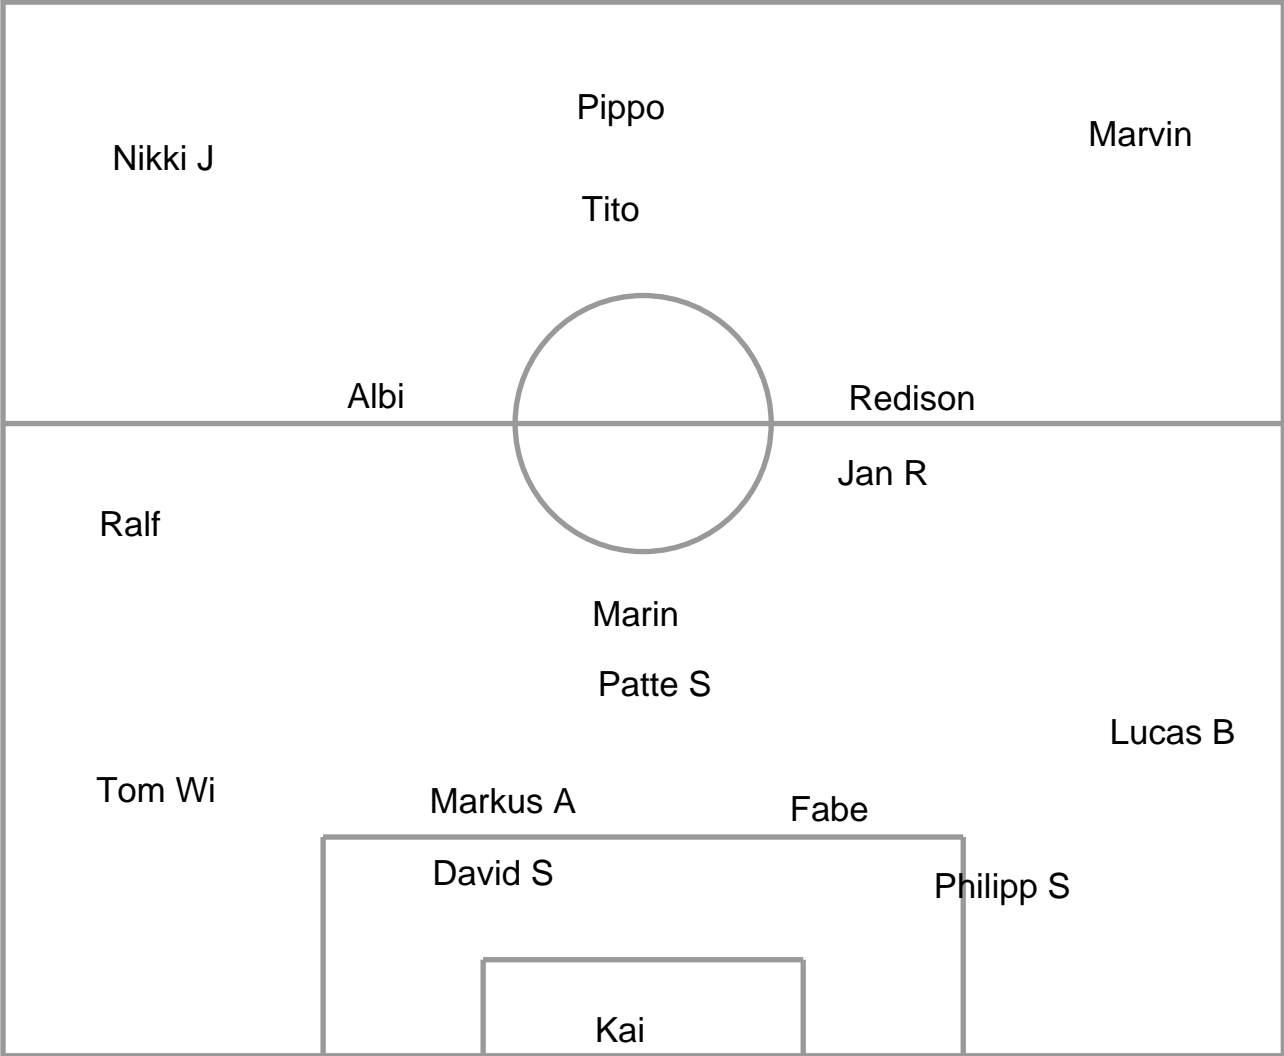 Pippo
Marvin
Nikki J
Tito
Albi
Redison
Jan R
Ralf
Marin
Patte S
Lucas B
Tom Wi
Markus A
Fabe
David S
Philipp S
Kai